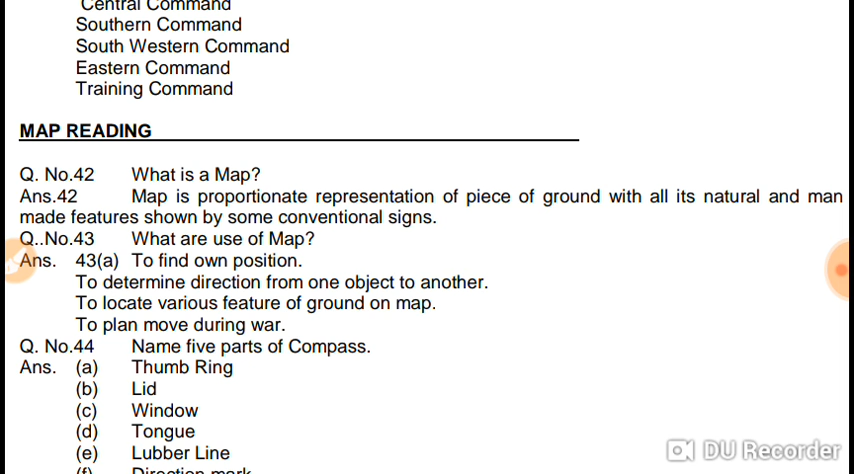 Central Command
Southern Command
South Western Command
Eastern Command
Training Command
MAP READING
Q. No.42 What is a Map?
Ans.42 Map is proportionate representation of piece of ground with all its natural and man
made features shown by some conventional signs.
Q..No.43 What are use of Map?
Ans. 43(a) To find own position.
To determine direction from one object to another.
To locate various feature of ground on map.
To plan move during war.
Q. No.44 Name five parts of Compass.
Ans. (a) Thumb Ring
(b) Lid
(c) Window
(d) Tongue
(e) Lubber Line
(f) Direction mark
DU Recorder